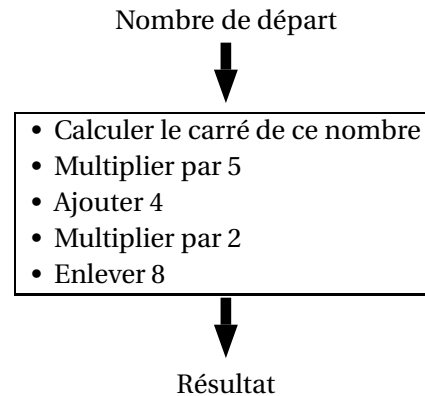 Nombre de départ
• Calculer le carré de ce nombre
• Multiplier par 5
• Ajouter 4
• Multiplier par 2
• Enlever 8
Résultat